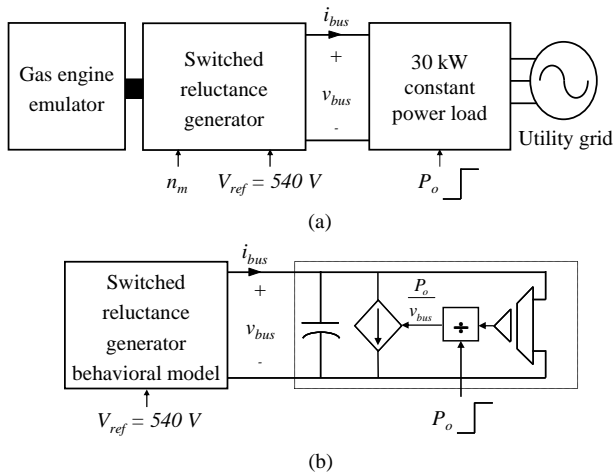 Gas engine
emulator
Switched
reluctance
generator
i_bus
+
v_bus
-
30 kW
constant
power load
Utility grid
n_m
V_ref = 540 V
P_o
(a)
Switched
reluctance
generator
behavioral model
i_bus
+
v_bus
-
P_o
v_bus
÷
V_ref = 540 V
P_o
(b)